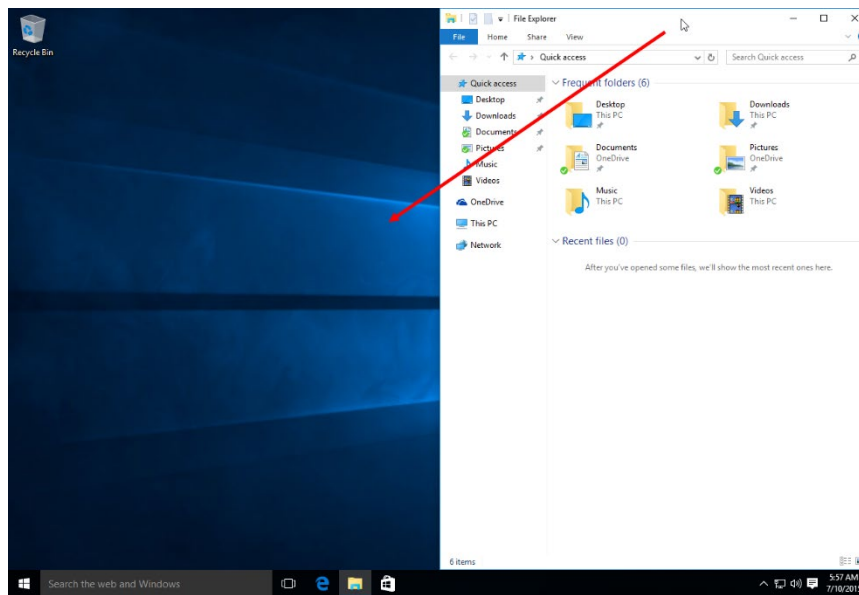 Recycle Bin
File Explorer
File Home Share View
Quick access
Search Quick access
Quick access
Desktop
Downloads
Documents
Pictures
Music
Videos
OneDrive
This PC
Network
Frequent folders (6)
Desktop
This PC
Downloads
This PC
Documents
OneDrive
Pictures
OneDrive
Music
This PC
Videos
This PC
Recent files (0)
After you've opened some files, we'll show the most recent ones here.
6 items
Search the web and Windows
5:57 AM
7/10/2015